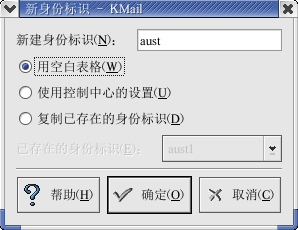 新身份标识 - KMail
新建身份标识(N): aust
用空白表格(W)
使用控制中心的设置(U)
复制已存在的身份标识(D)
已存在的身份标识(E): aust1
帮助(H) 确定(O) 取消(C)